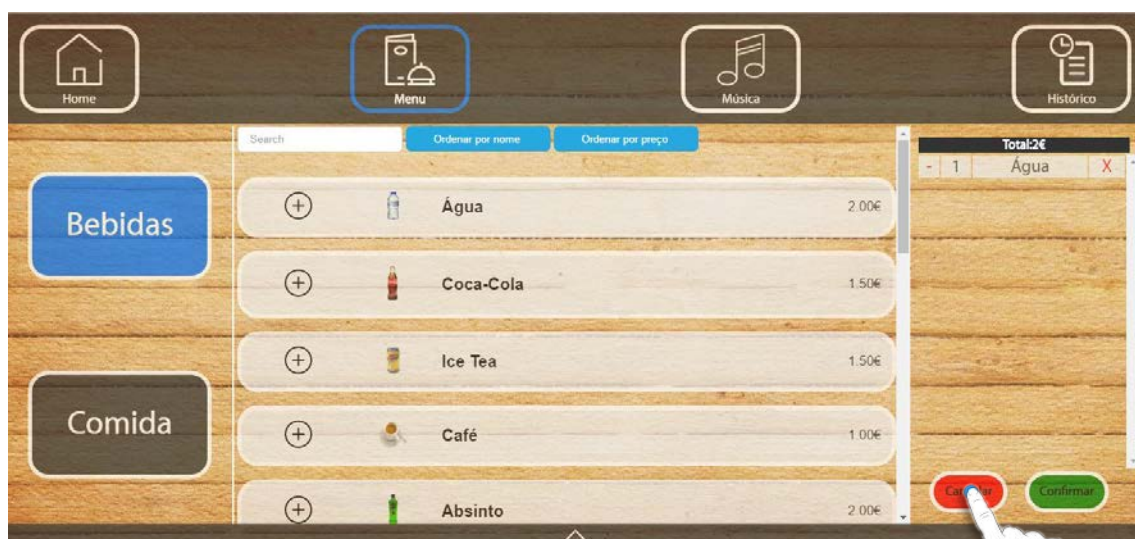 Home
Menu
Música
Histórico
Search
Ordenar por nome
Ordenar por preço
Total:2€
- 1 Água X
Bebidas
Água 2.00€
Coca-Cola 1.50€
Ice Tea 1.50€
Comida
Café 1.00€
Confirmar
Absinto 2.00€